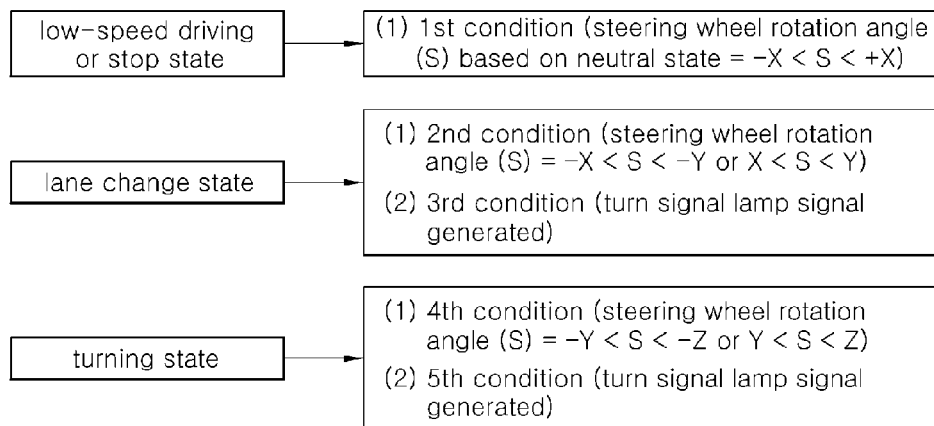 low-speed driving
or stop state
(1) 1st condition (steering wheel rotation angle
(S) based on neutral state = -X < S < +X)
lane change state
(1) 2nd condition (steering wheel rotation
angle (S) = -X < S < -Y or X < S < Y)
(2) 3rd condition (turn signal lamp signal
generated)
turning state
(1) 4th condition (steering wheel rotation
angle (S) = -Y < S < -Z or Y < S < Z)
(2) 5th condition (turn signal lamp signal
generated)